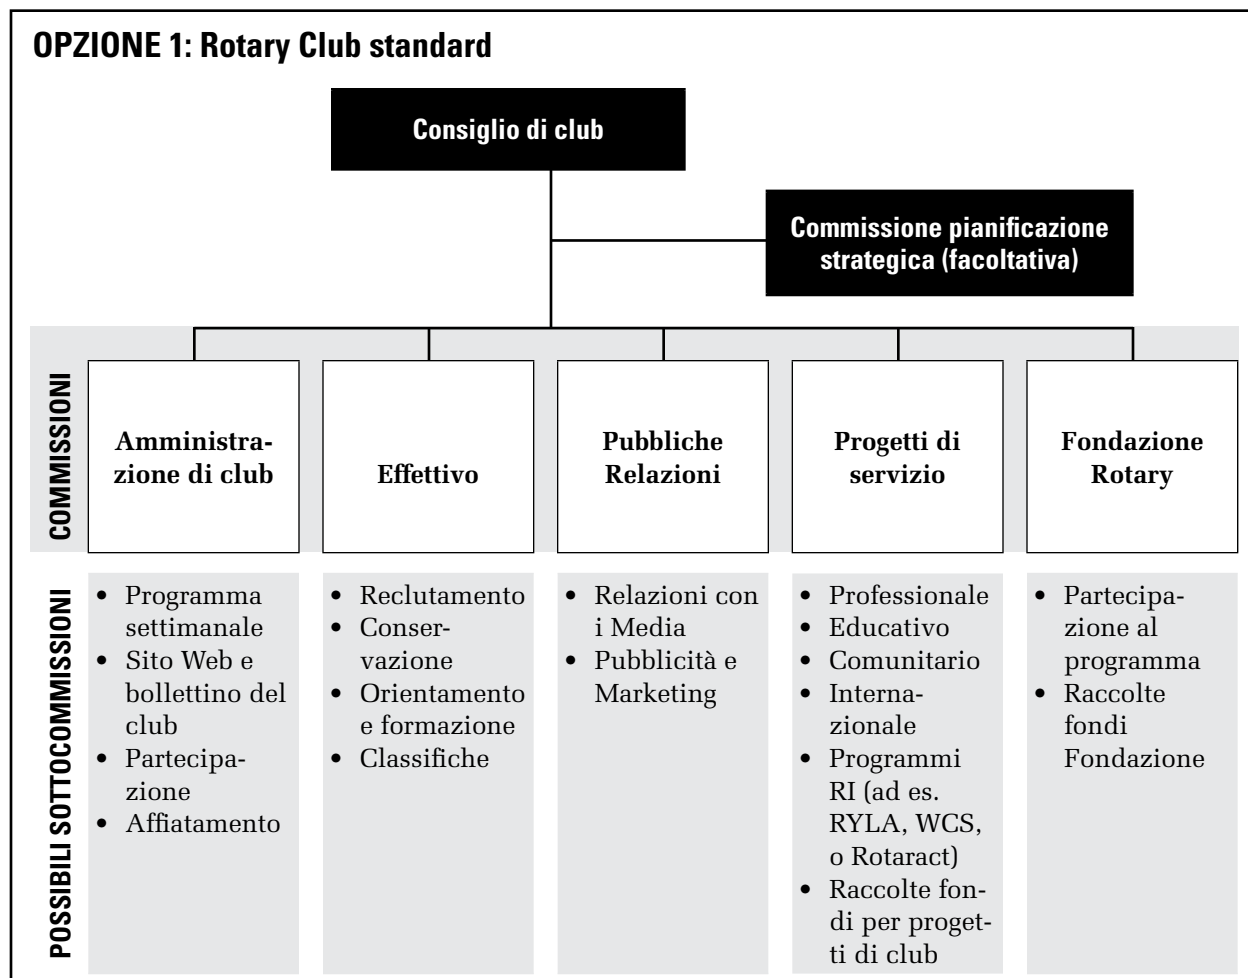 OPZIONE 1: Rotary Club standard
Consiglio di club
Commissione pianificazione
strategica (facoltativa)
COMMISSIONI
Amministra-
zione di club
Effettivo
Pubbliche
Relazioni
Progetti di
servizio
Fondazione
Rotary
POSSIBILI SOTTOCOMMISSIONI
• Programma
settimanale
• Sito Web e
bollettino del
club
• Partecipa-
zione
• Affiatamento
• Reclutamento
• Conser-
vazione
• Orientamento
e formazione
• Classifiche
• Relazioni con
i Media
• Pubblicità e
Marketing
• Professionale
• Educativo
• Comunitario
• Interna-
zionale
• Programmi
RI (ad es.
RYLA, WCS,
o Rotaract)
• Raccolte fon-
di per proget-
ti di club
• Partecipa-
zione al
programma
• Raccolte
fondi
Fondazione